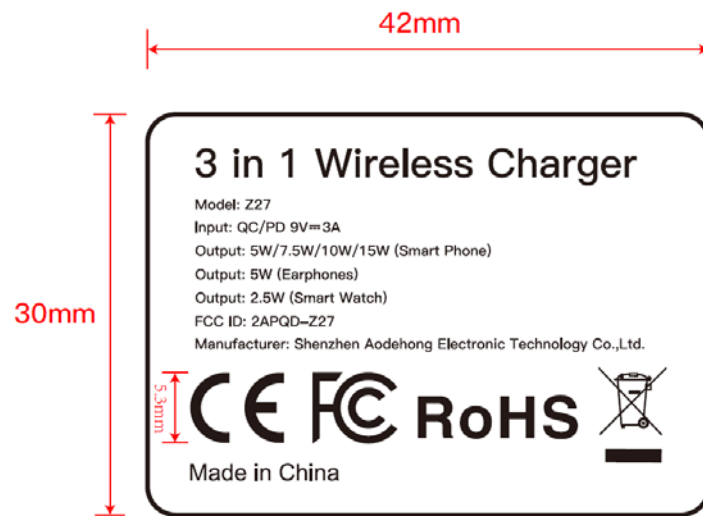 42mm
3 in 1 Wireless Charger
Model: Z27
Input: QC/PD 9V⎓3A
Output: 5W/7.5W/10W/15W (Smart Phone)
Output: 5W (Earphones)
Output: 2.5W (Smart Watch)
30mm
FCC ID: 2APQD-Z27
Manufacturer: Shenzhen Aodehong Electronic Technology Co.,Ltd.
5.3mm
CE FC RoHS
Made in China